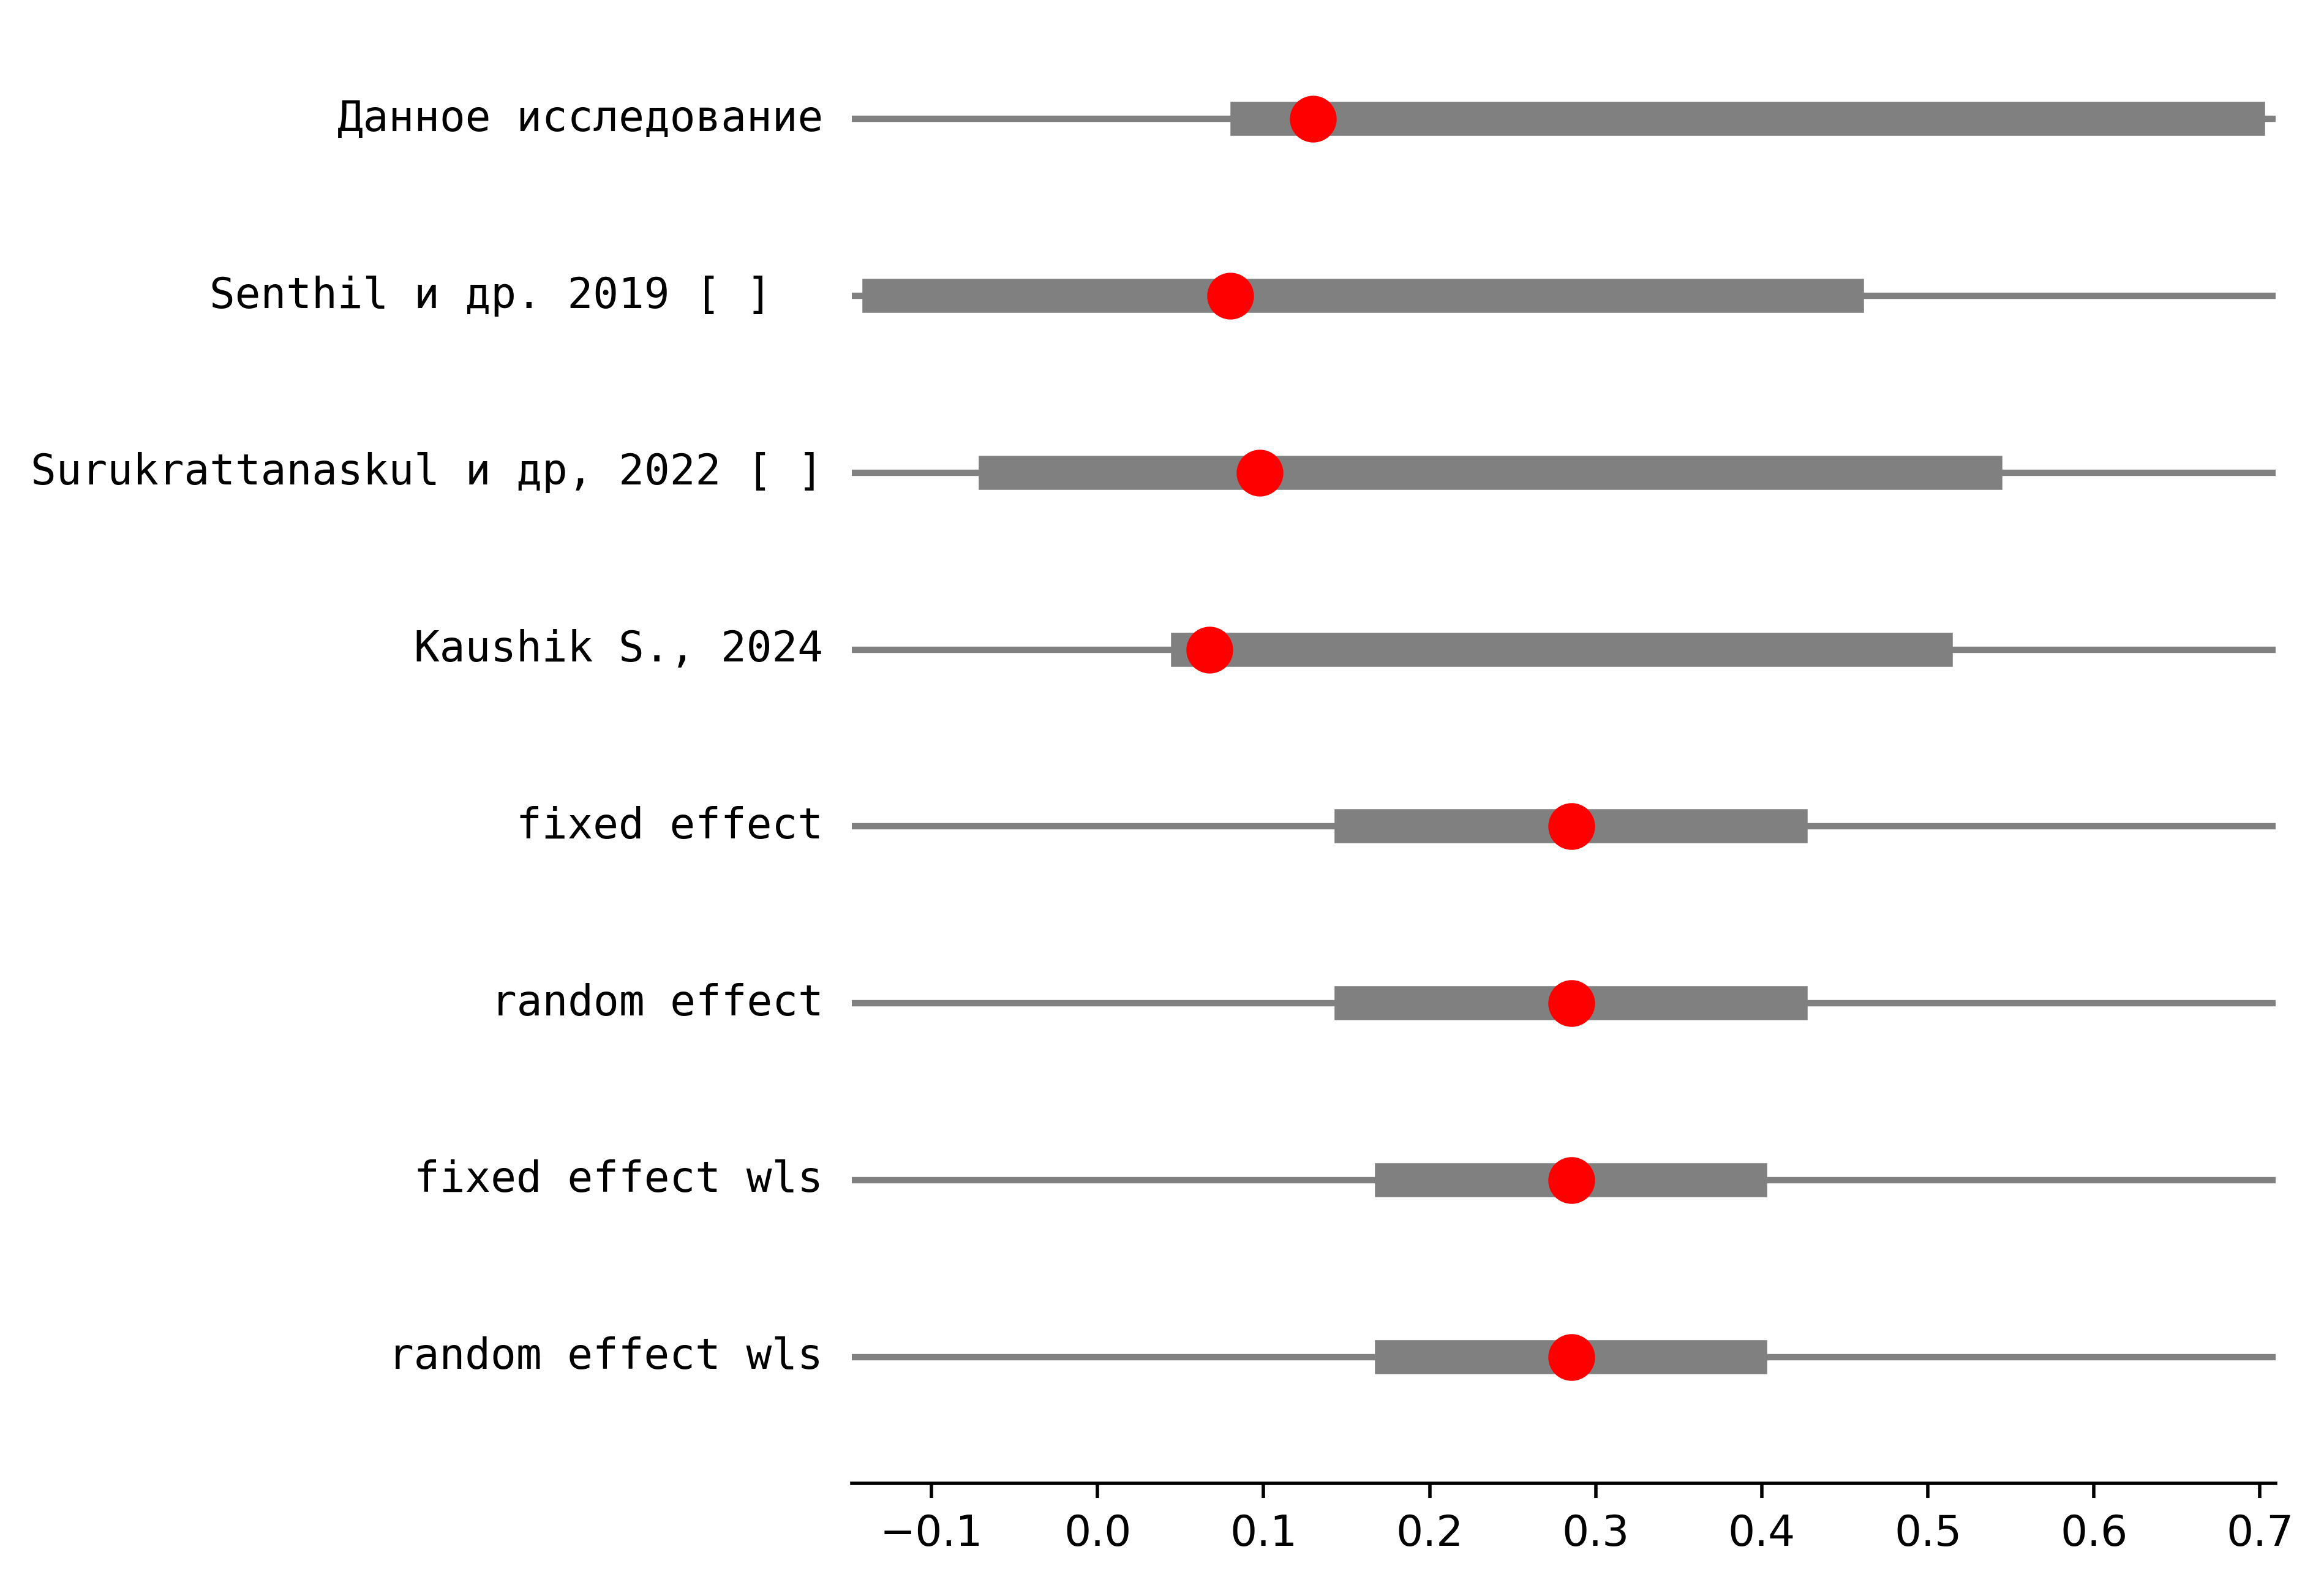 Данное исследование
Senthil и др. 2019 [ ]
Surukrattanaskul и др, 2022 [ ]
Kaushik S., 2024
fixed effect
random effect
fixed effect wls
random effect wls
−0.1 0.0 0.1 0.2 0.3 0.4 0.5 0.6 0.7